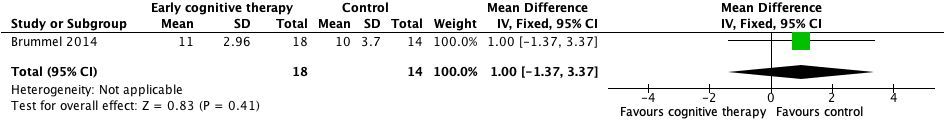 Early cognitive therapy Control Mean Difference Mean Difference
Study or Subgroup Mean SD Total Mean SD Total Weight IV, Fixed, 95% CI IV, Fixed, 95% CI
Brummel 2014 11 2.96 18 10 3.7 14 100.0% 1.00 [-1.37, 3.37]
Total (95% CI) 18 14 100.0% 1.00 [-1.37, 3.37]
Heterogeneity: Not applicable
Test for overall effect: Z = 0.83 (P = 0.41)
-4 -2 0 2 4
Favours cognitive therapy Favours control